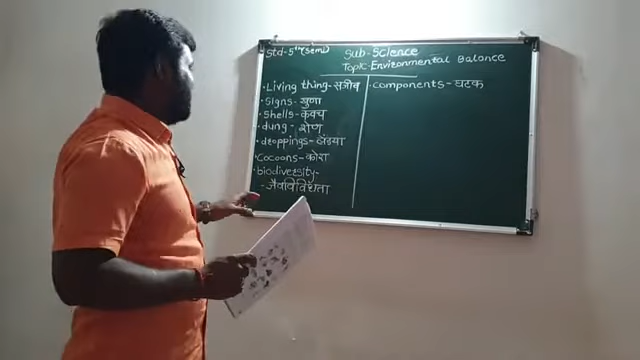 Std-5th (Semi)
Sub-Science
Topic-Environmental Balance
• Living thing-सजीव
• Signs-खुणा
• Shells-कवच
• dung - शेण
• droppings-लेंड्या
• Cocoons-कोश
• biodiversity-
- जैवविविधता
• Components-घटक